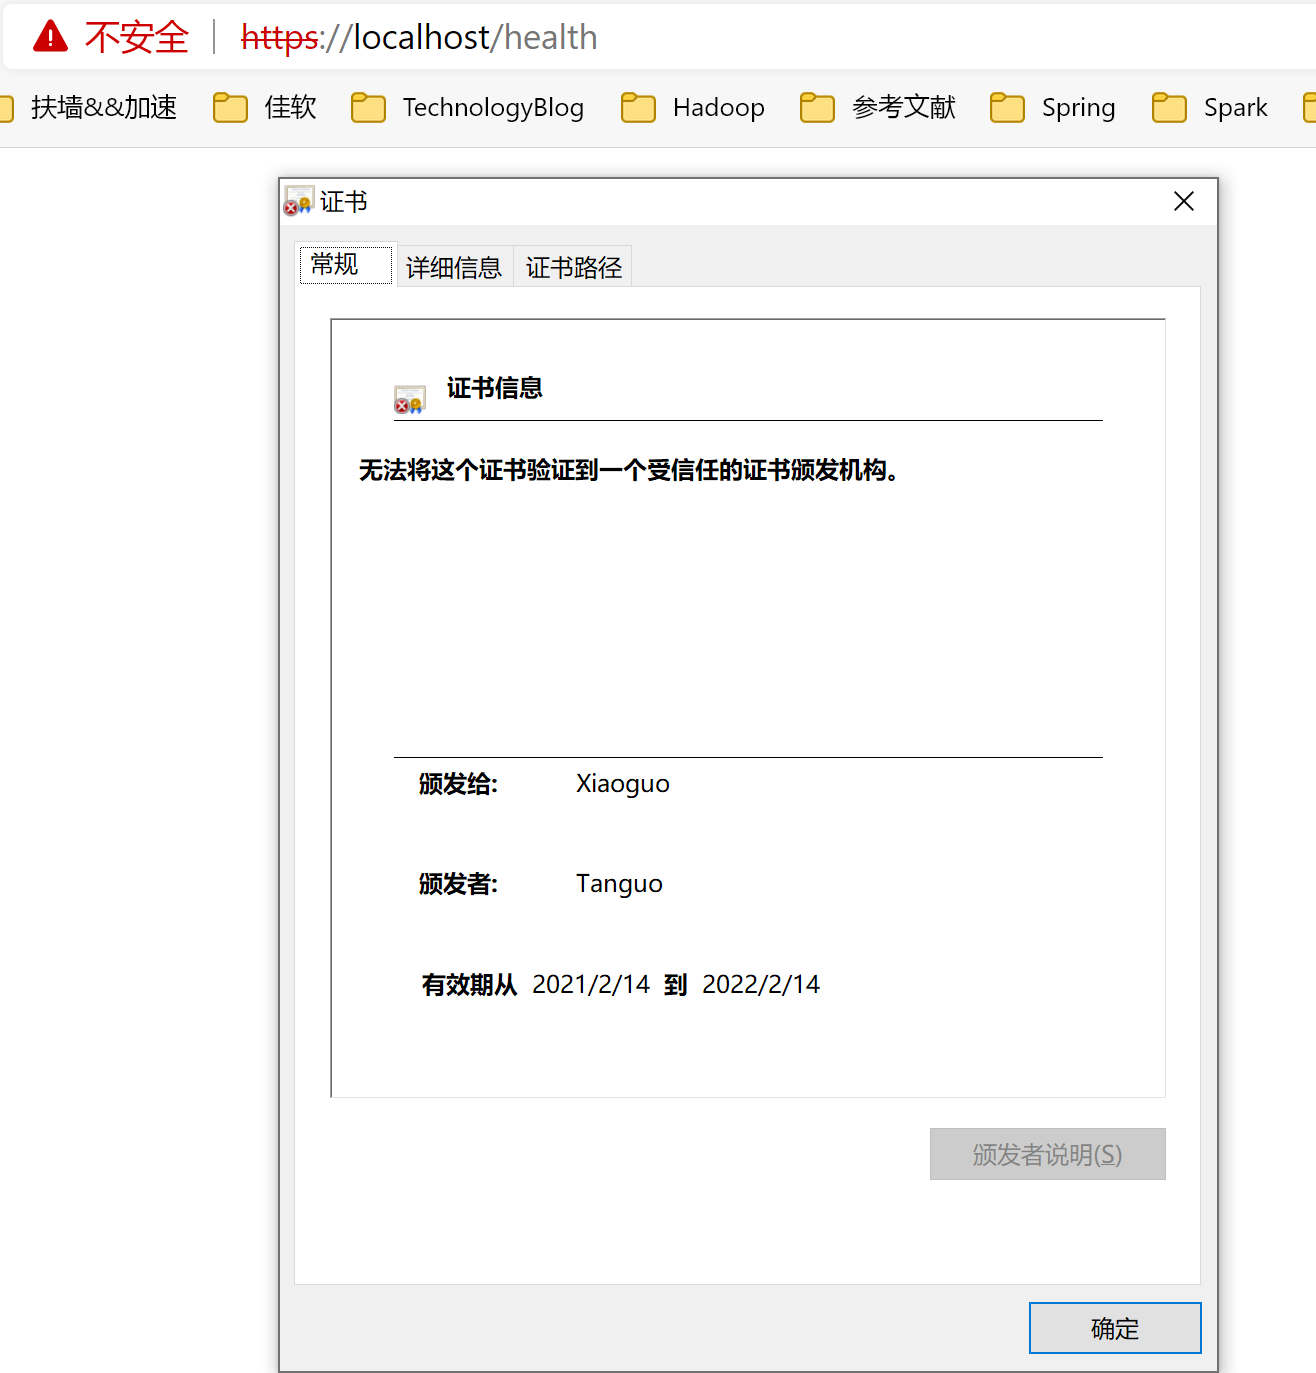 不安全 https://localhost/health
扶墙&&加速 佳软 TechnologyBlog Hadoop 参考文献 Spring Spark
证书
常规 详细信息 证书路径
证书信息
无法将这个证书验证到一个受信任的证书颁发机构。
颁发给: Xiaoguo
颁发者: Tanguo
有效期从 2021/2/14 到 2022/2/14
颁发者说明(S)
确定